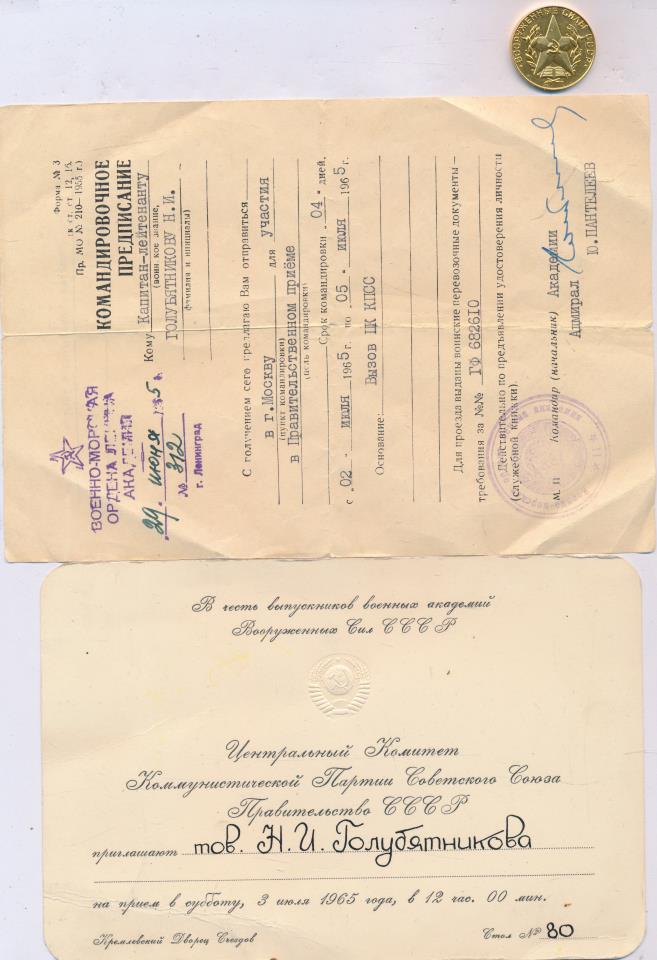 ВООРУЖЕННЫЕ СИЛЫ СССР
Форма № 3
(к ст. ст. 12, 15,
Пр. МО № 210—1955 г.)
ВОЕННО-МОРСКАЯ
ОРДЕНА ЛЕНИНА
АКАДЕМИЯ
29 июня 1965 г.
№ 312
г. Ленинград
КОМАНДИРОВОЧНОЕ
ПРЕДПИСАНИЕ
Кому Капитан-лейтенанту
(воинское звание,
ГОЛУБЯТНИКОВУ Н.И.
фамилия и инициалы)
С получением сего предлагаю Вам отправиться
в г.Москву для участия
(пункт командировки)
в Правительственном приёме
(цель командировки)
Срок командировки 04 дней.
с 02 июля 1965 г. по 05 июля 1965 г.
Основание: Вызов ЦК КПСС
Для проезда выданы воинские перевозочные документы —
требования за №№ ГФ 682610
Действительно по предъявлении удостоверения личности
(служебной книжки).
М. П. командир (начальник) Академии
Адмирал
Ю.ПАНТЕЛЕЕВ
В честь выпускников военных академий
Вооруженных Сил СССР
Центральный Комитет
Коммунистической Партии Советского Союза
Правительство СССР
приглашают тов. Н. И. Голубятникова
на прием в субботу, 3 июля 1965 года, в 12 час. 00 мин.
Кремлевский Дворец Съездов
Стол № 80